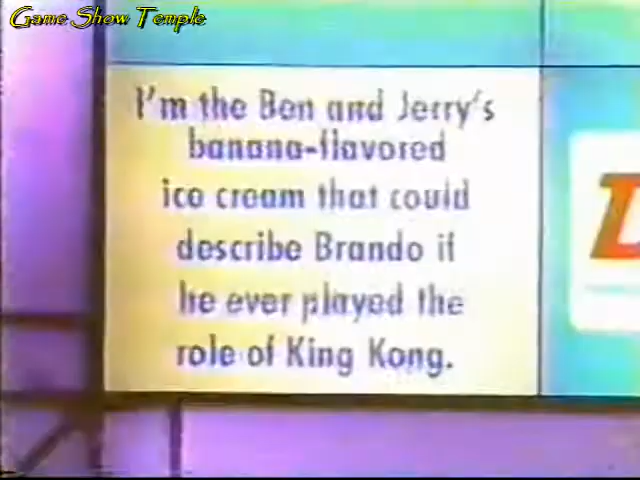 Game Show Temple
I'm the Ben and Jerry's
banana-flavored
ice cream that could
describe Brando if
he ever played the
role of King Kong.